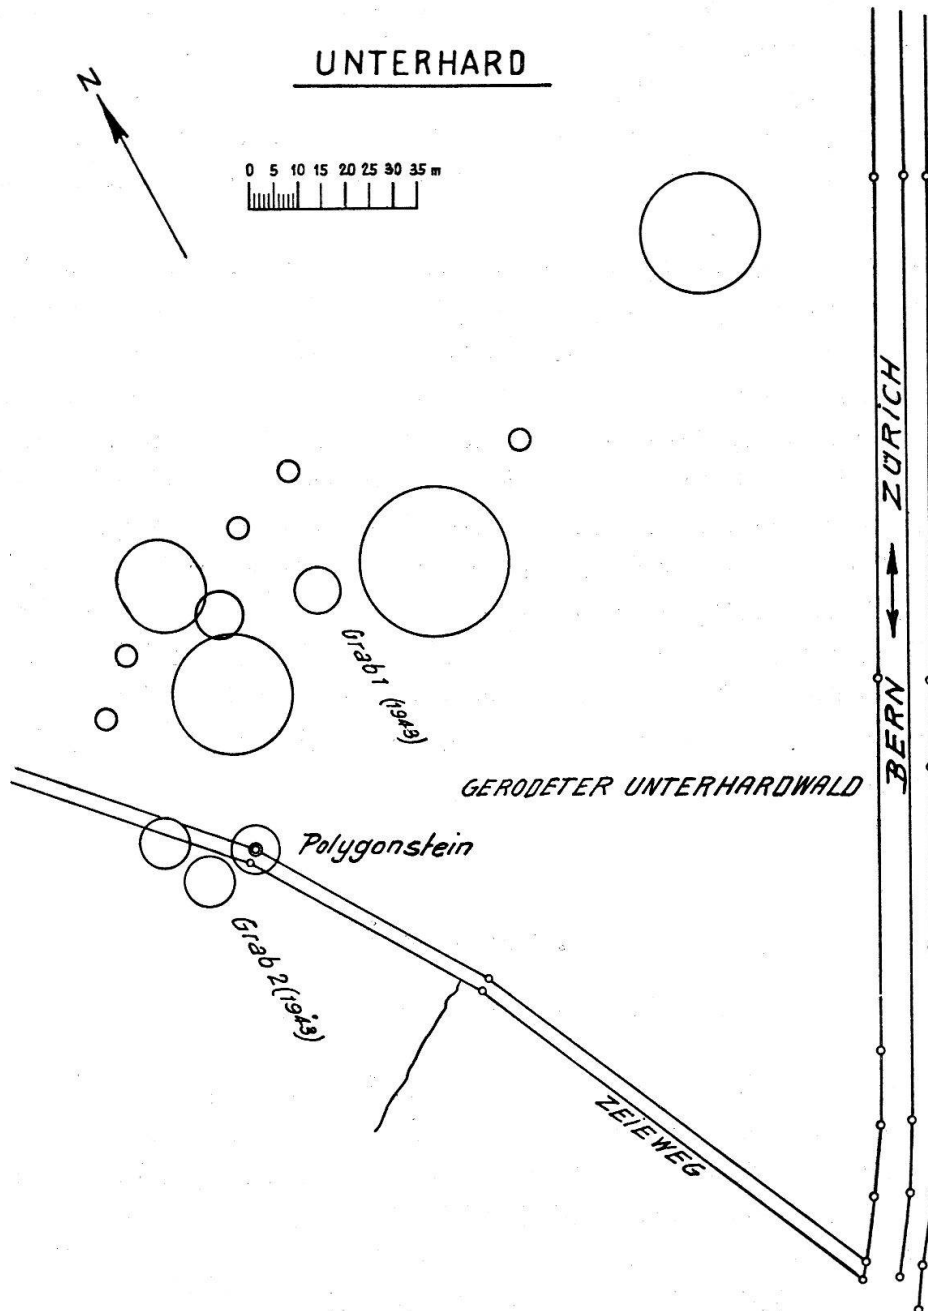 UNTERHARD
N
0 5 10 15 20 25 30 35 m
ZÜRiCH
Grab 1 (1943)
BERN
GERODETER UNTERHARDWALD
Polygonstein
Grab 2 (1943)
ZEiEWEG